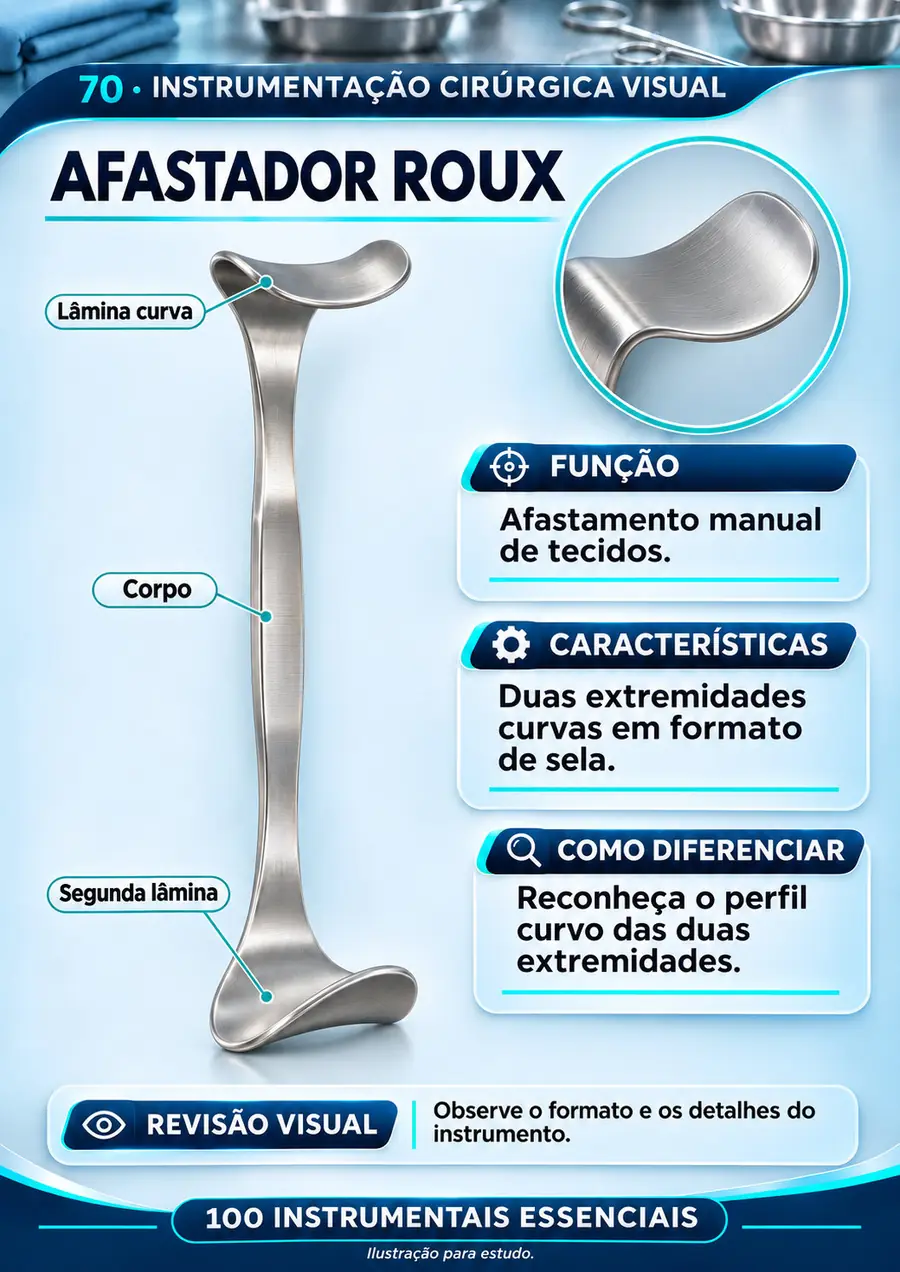 70 • INSTRUMENTAÇÃO CIRÚRGICA VISUAL
AFASTADOR ROUX
Lâmina curva
Corpo
Segunda lâmina
FUNÇÃO
Afastamento manual
de tecidos.
CARACTERÍSTICAS
Duas extremidades
curvas em formato
de sela.
COMO DIFERENCIAR
Reconheça o perfil
curvo das duas
extremidades.
REVISÃO VISUAL
Observe o formato e os detalhes do
instrumento.
100 INSTRUMENTAIS ESSENCIAIS
Ilustração para estudo.